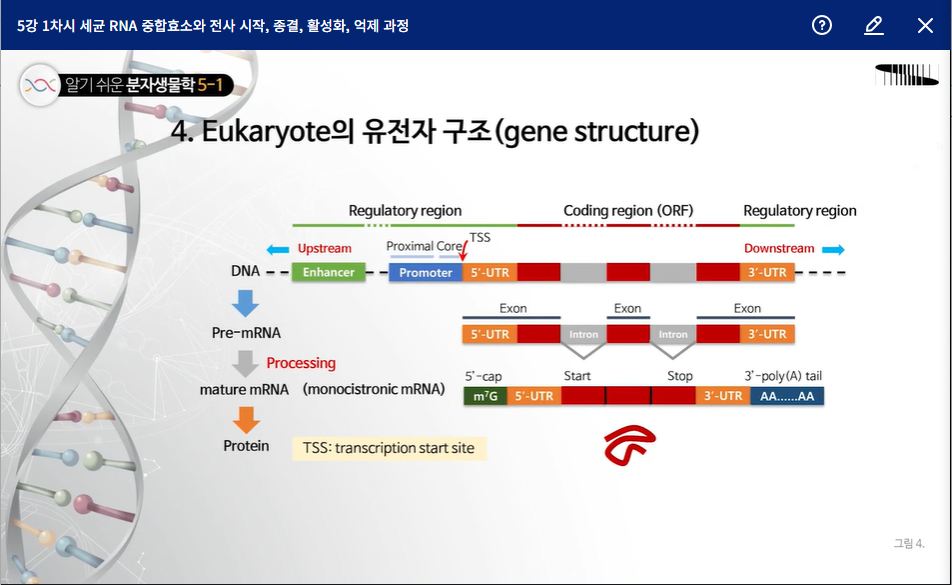 5강 1차시 세균 RNA 중합효소와 전사 시작, 종결, 활성화, 억제 과정
알기 쉬운 분자생물학 5-1
4. Eukaryote의 유전자 구조(gene structure)
Regulatory region Coding region (ORF) Regulatory region
TSS
Upstream Proximal Core Downstream
DNA Enhancer Promoter 5'-UTR 3'-UTR
Exon Exon Exon
Pre-mRNA 5'-UTR Intron Intron 3'-UTR
Processing
5'-cap Start Stop 3'-poly(A) tail
mature mRNA (monocistronic mRNA) m⁷G 5'-UTR 3'-UTR AA......AA
Protein TSS: transcription start site
그림 4.